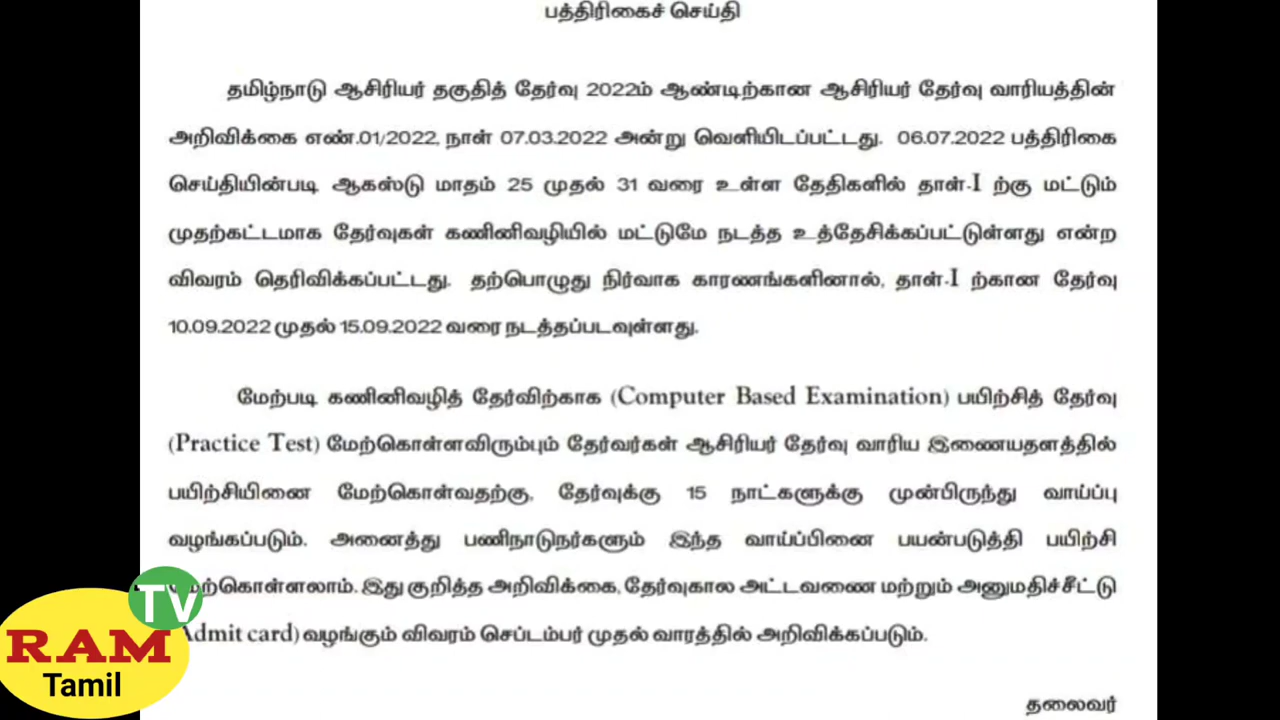 பத்திரிகைச் செய்தி
தமிழ்நாடு ஆசிரியர் தகுதித் தேர்வு 2022ம் ஆண்டிற்கான ஆசிரியர் தேர்வு வாரியத்தின்
அறிவிக்கை எண்.01/2022, நாள் 07.03.2022 அன்று வெளியிடப்பட்டது. 06.07.2022 பத்திரிகை
செய்தியின்படி ஆகஸ்டு மாதம் 25 முதல் 31 வரை உள்ள தேதிகளில் தாள்-I ற்கு மட்டும்
முதற்கட்டமாக தேர்வுகள் கணினிவழியில் மட்டுமே நடத்த உத்தேசிக்கப்பட்டுள்ளது என்ற
விவரம் தெரிவிக்கப்பட்டது. தற்பொழுது நிர்வாக காரணங்களினால், தாள்-I ற்கான தேர்வு
10.09.2022 முதல் 15.09.2022 வரை நடத்தப்படவுள்ளது.
மேற்படி கணினிவழித் தேர்விற்காக (Computer Based Examination) பயிற்சித் தேர்வு
(Practice Test) மேற்கொள்ளவிரும்பும் தேர்வர்கள் ஆசிரியர் தேர்வு வாரிய இணையதளத்தில்
பயிற்சியினை மேற்கொள்வதற்கு, தேர்வுக்கு 15 நாட்களுக்கு முன்பிருந்து வாய்ப்பு
வழங்கப்படும். அனைத்து பணிநாடுநர்களும் இந்த வாய்ப்பினை பயன்படுத்தி பயிற்சி
மேற்கொள்ளலாம். இது குறித்த அறிவிக்கை, தேர்வுகால அட்டவணை மற்றும் அனுமதிச்சீட்டு
(Admit card) வழங்கும் விவரம் செப்டம்பர் முதல் வாரத்தில் அறிவிக்கப்படும்.
தலைவர்
TV
RAM
Tamil